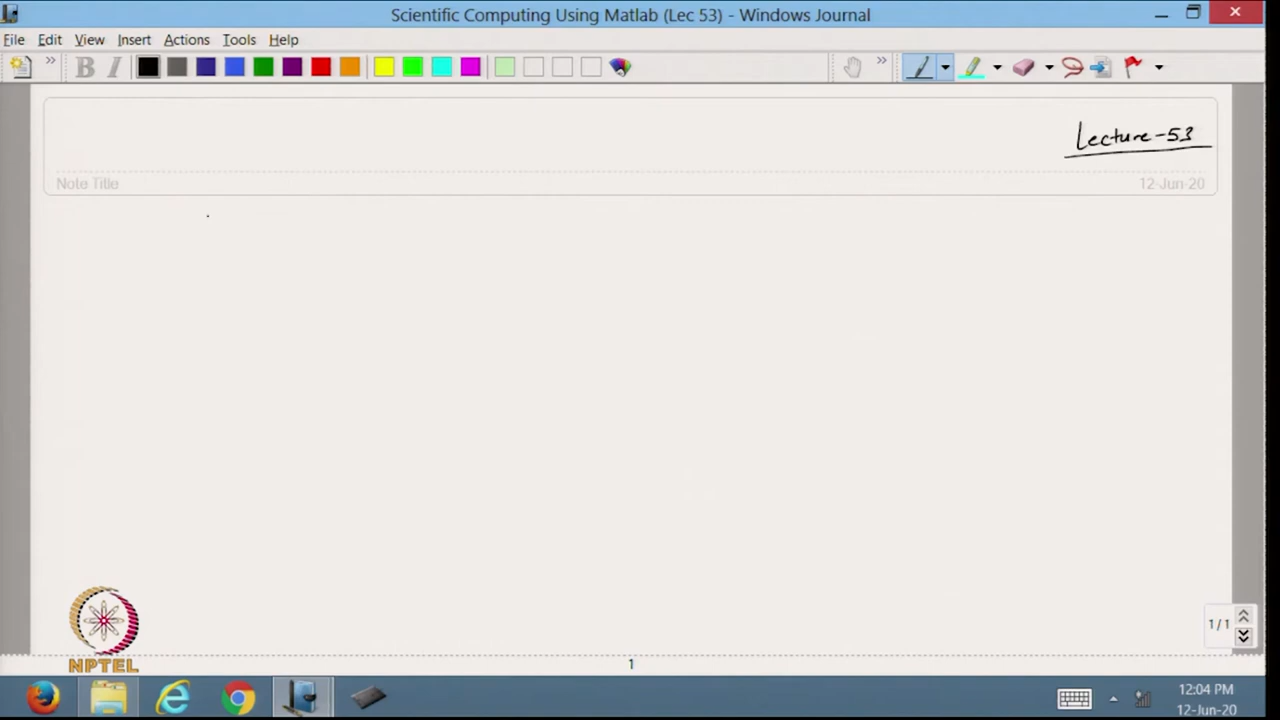 Scientific Computing Using Matlab (Lec 53) - Windows Journal
File Edit View Insert Actions Tools Help
B I
Lecture-53
Note Title
12-Jun-20
1/1
NPTEL
1
12:04 PM
12-Jun-20